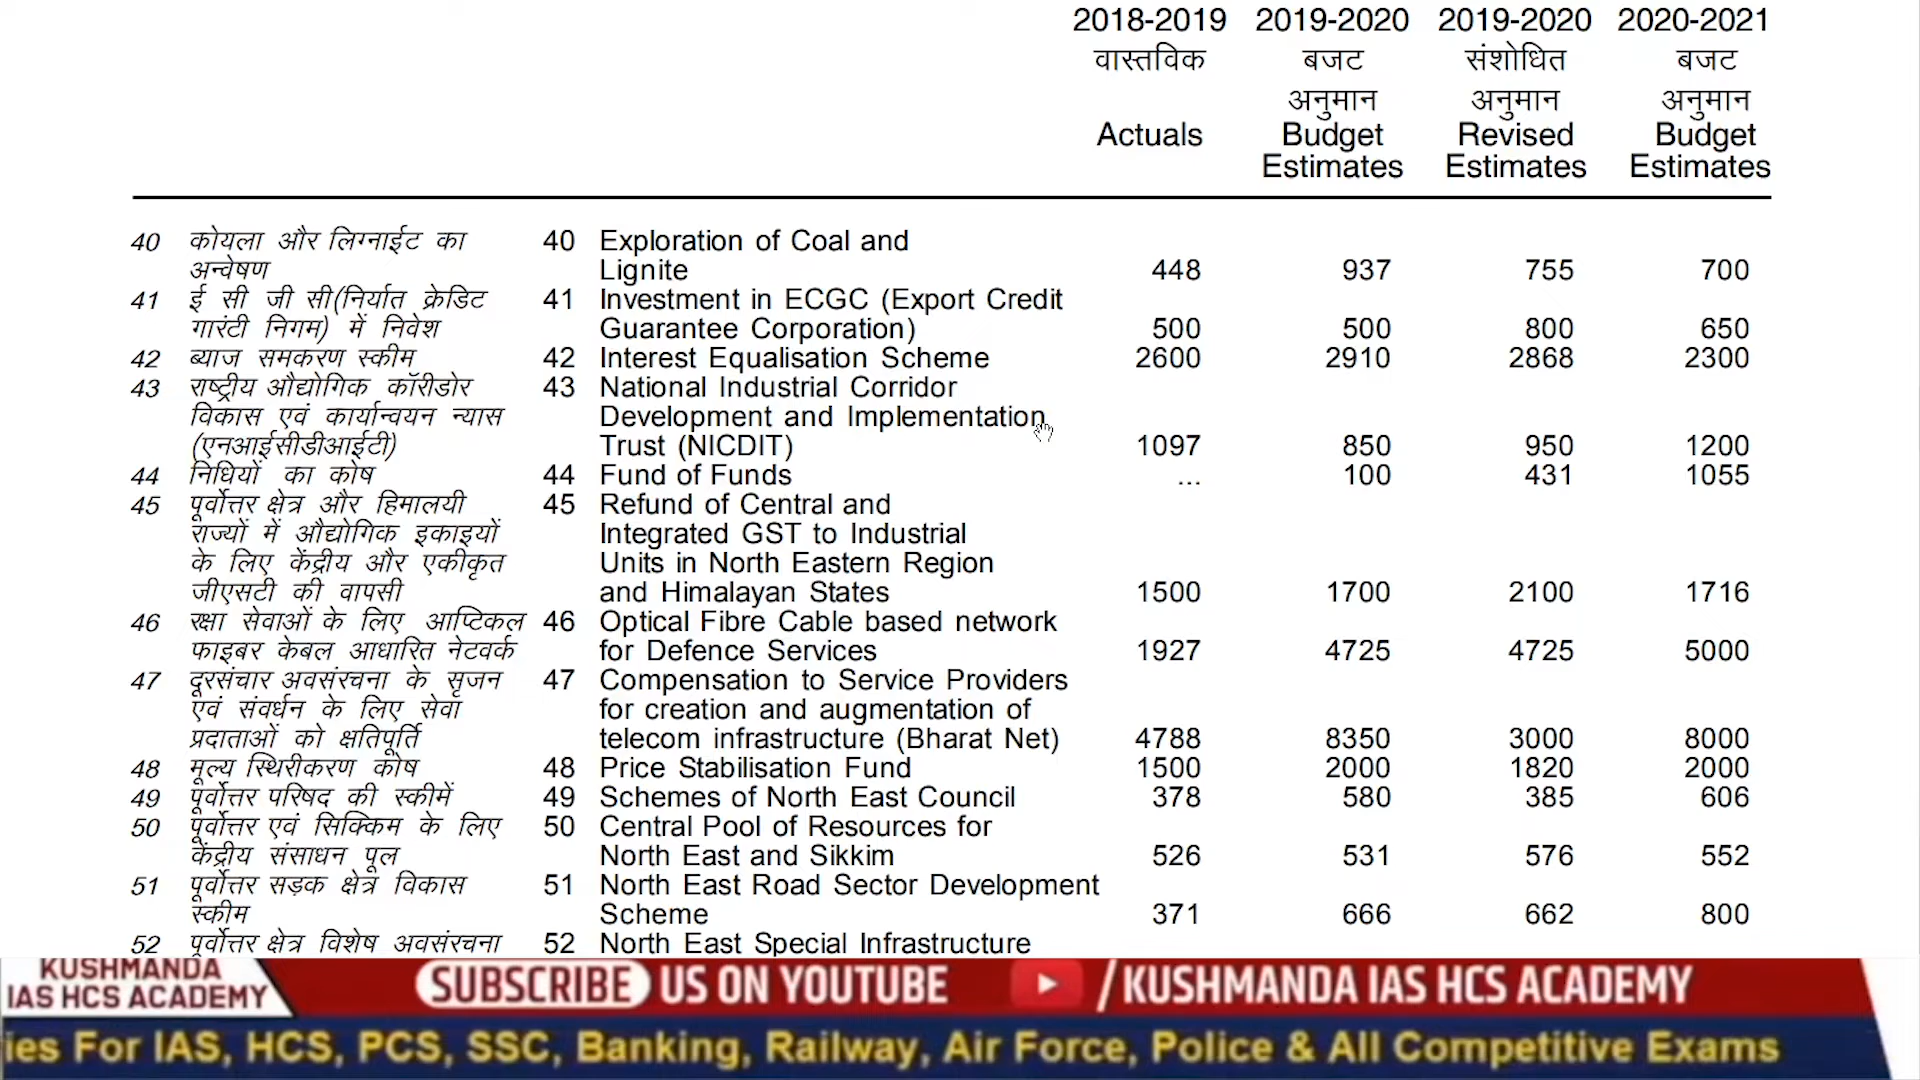 2018-2019 2019-2020 2019-2020 2020-2021
वास्तविक बजट संशोधित बजट
अनुमान अनुमान अनुमान
Actuals Budget Revised Budget
Estimates Estimates Estimates
40 कोयला और लिग्नाईट का 40 Exploration of Coal and
अन्वेषण Lignite 448 937 755 700
41 ई सी जी सी(निर्यात क्रेडिट 41 Investment in ECGC (Export Credit
गारंटी निगम) में निवेश Guarantee Corporation) 500 500 800 650
42 ब्याज समकरण स्कीम 42 Interest Equalisation Scheme 2600 2910 2868 2300
43 राष्ट्रीय औद्योगिक कॉरीडोर 43 National Industrial Corridor
विकास एवं कार्यान्वयन न्यास Development and Implementation
(एनआईसीडीआईटी) Trust (NICDIT) 1097 850 950 1200
44 निधियों का कोष 44 Fund of Funds ... 100 431 1055
45 पूर्वोत्तर क्षेत्र और हिमालयी 45 Refund of Central and
राज्यों में औद्योगिक इकाइयों Integrated GST to Industrial
के लिए केंद्रीय और एकीकृत Units in North Eastern Region
जीएसटी की वापसी and Himalayan States 1500 1700 2100 1716
46 रक्षा सेवाओं के लिए आप्टिकल 46 Optical Fibre Cable based network
फाइबर केबल आधारित नेटवर्क for Defence Services 1927 4725 4725 5000
47 दूरसंचार अवसंरचना के सृजन 47 Compensation to Service Providers
एवं संवर्धन के लिए सेवा for creation and augmentation of
प्रदाताओं को क्षतिपूर्ति telecom infrastructure (Bharat Net) 4788 8350 3000 8000
48 मूल्य स्थिरीकरण कोष 48 Price Stabilisation Fund 1500 2000 1820 2000
49 पूर्वोत्तर परिषद की स्कीमें 49 Schemes of North East Council 378 580 385 606
50 पूर्वोत्तर एवं सिक्किम के लिए 50 Central Pool of Resources for
केंद्रीय संसाधन पूल North East and Sikkim 526 531 576 552
51 पूर्वोत्तर सड़क क्षेत्र विकास 51 North East Road Sector Development
स्कीम Scheme 371 666 662 800
52 पूर्वोत्तर क्षेत्र विशेष अवसंरचना 52 North East Special Infrastructure
KUSHMANDA
IAS HCS ACADEMY
SUBSCRIBE US ON YOUTUBE /KUSHMANDA IAS HCS ACADEMY
ies For IAS, HCS, PCS, SSC, Banking, Railway, Air Force, Police & All Competitive Exams